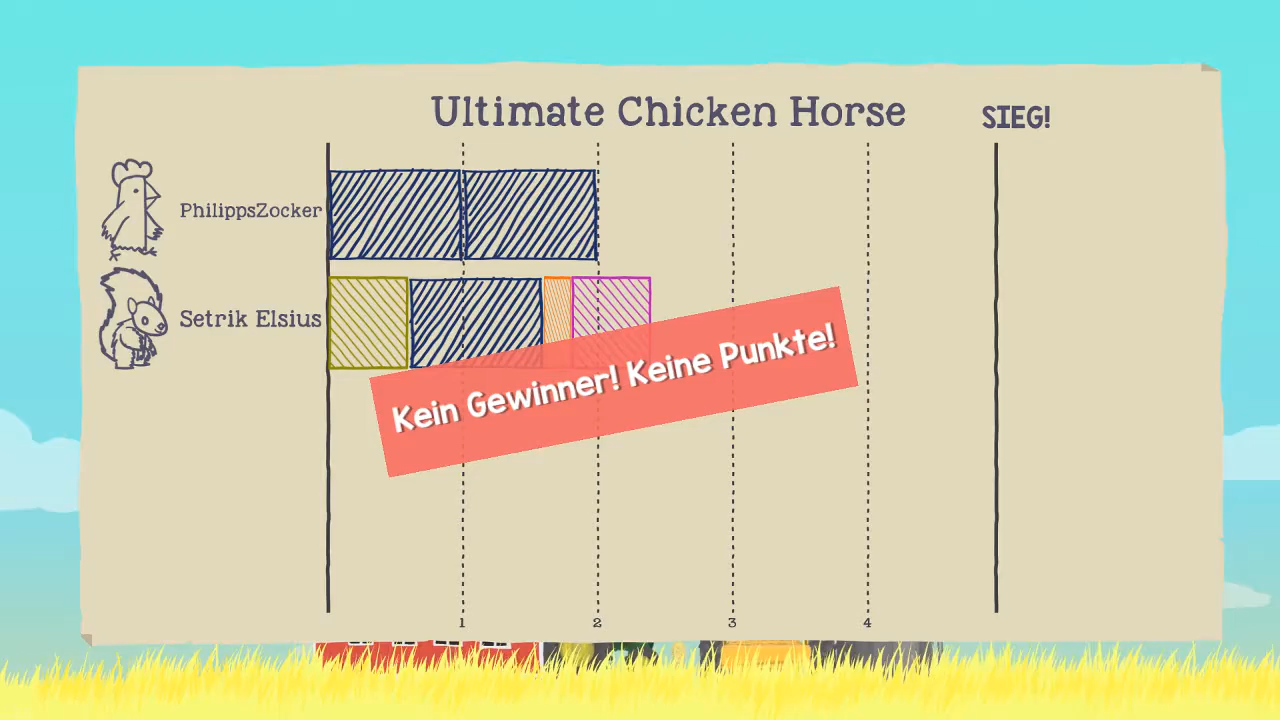 Ultimate Chicken Horse
SIEG!
PhilippsZocker
Setrik Elsius
Kein Gewinner! Keine Punkte!
1 2 3 4